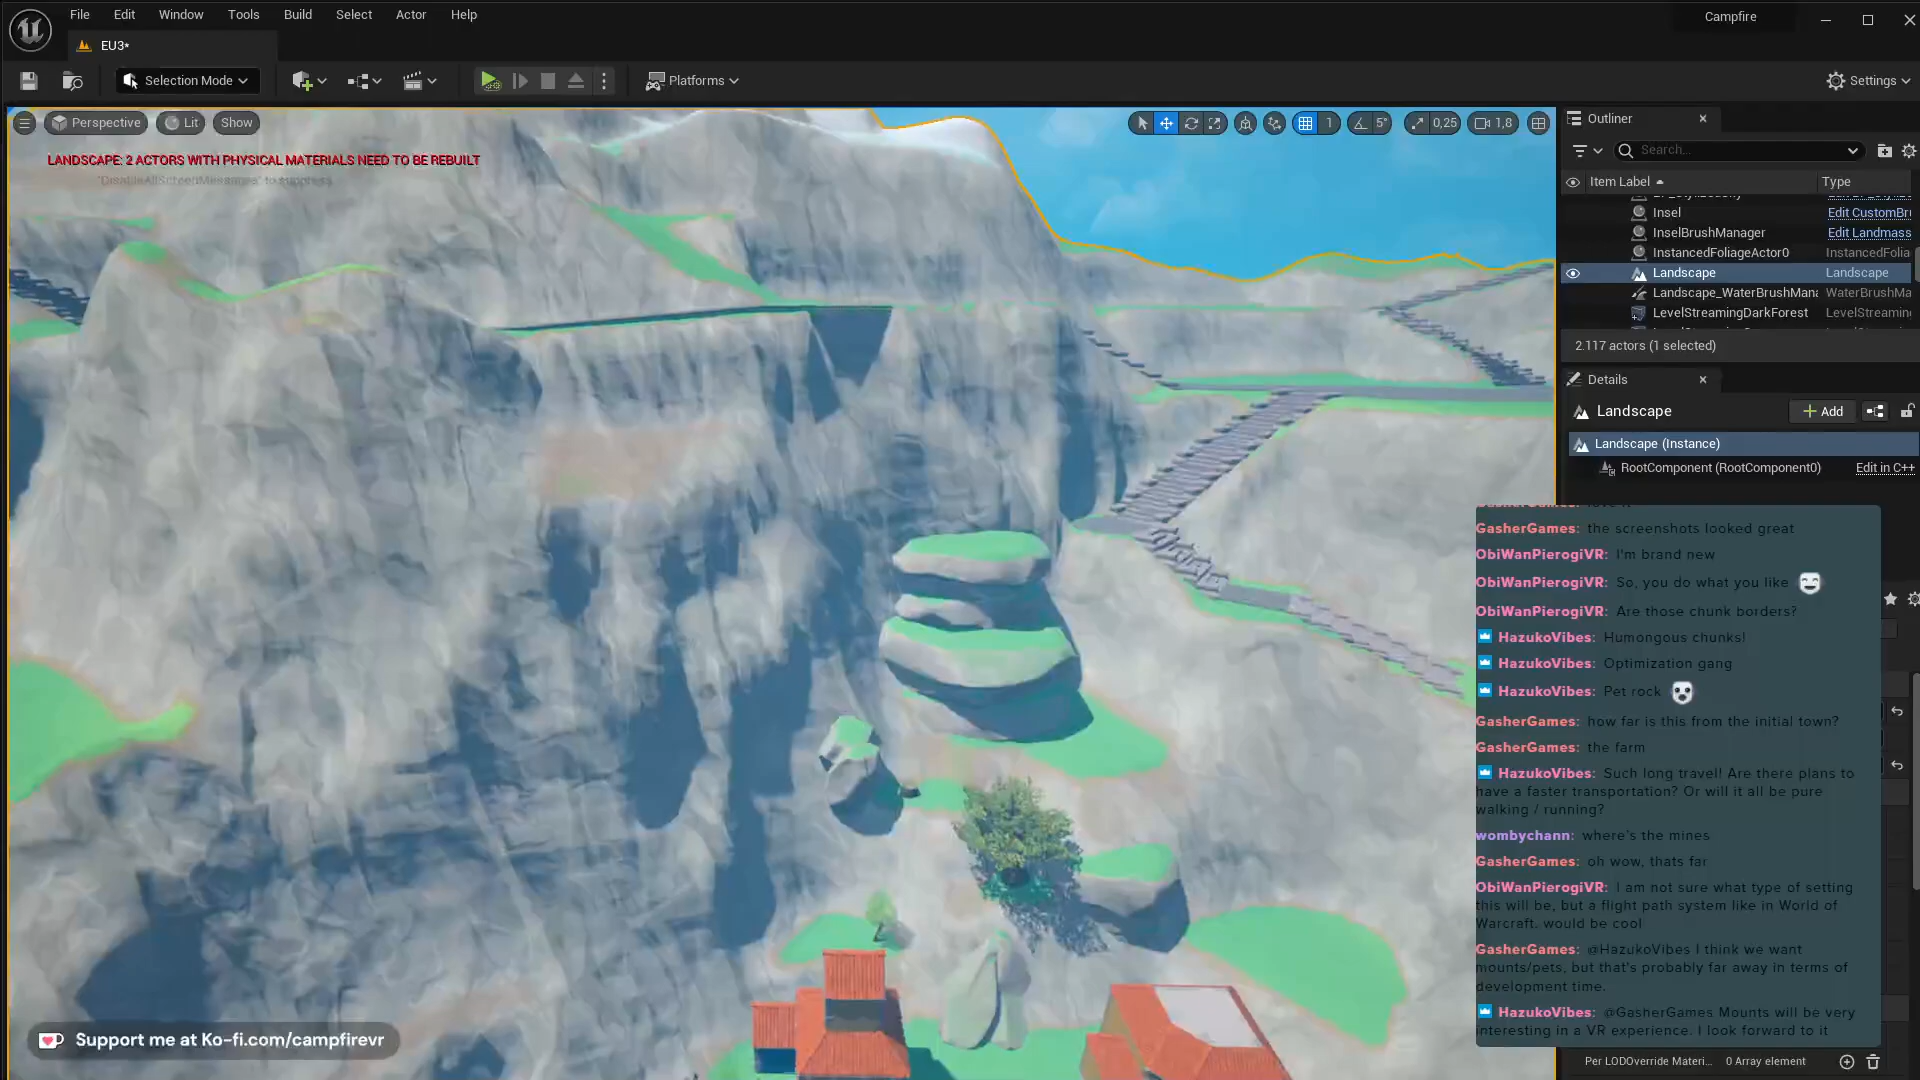 File Edit Window Tools Build Select Actor Help
Campfire
EU3*
Selection Mode
Platforms
Settings
Perspective
Lit
Show
1
5°
0,25
1,8
LANDSCAPE: 2 ACTORS WITH PHYSICAL MATERIALS NEED TO BE REBUILT
"DisableAllScreenMessages" to suppress
Outliner
Search...
Item Label
Type
Insel
Edit CustomBru
InselBrushManager
Edit Landmass
InstancedFoliageActor0
InstancedFolia
Landscape
Landscape
Landscape_WaterBrushMana
WaterBrushMa
LevelStreamingDarkForest
LevelStreaming
2.117 actors (1 selected)
Details
Landscape
Add
Landscape (Instance)
RootComponent (RootComponent0)
Edit in C++
GasherGames: the screenshots looked great
ObiWanPierogiVR: I'm brand new
ObiWanPierogiVR: So, you do what you like
ObiWanPierogiVR: Are those chunk borders?
HazukoVibes: Humongous chunks!
HazukoVibes: Optimization gang
HazukoVibes: Pet rock
GasherGames: how far is this from the initial town?
GasherGames: the farm
HazukoVibes: Such long travel! Are there plans to
have a faster transportation? Or will it all be pure
walking / running?
wombychann: where's the mines
GasherGames: oh wow, thats far
ObiWanPierogiVR: I am not sure what type of setting
this will be, but a flight path system like in World of
Warcraft. would be cool
GasherGames: @HazukoVibes I think we want
mounts/pets, but that's probably far away in terms of
development time.
HazukoVibes: @GasherGames Mounts will be very
interesting in a VR experience. I look forward to it
Per LODOverride Materi...
0 Array element
Support me at Ko-fi.com/campfirevr